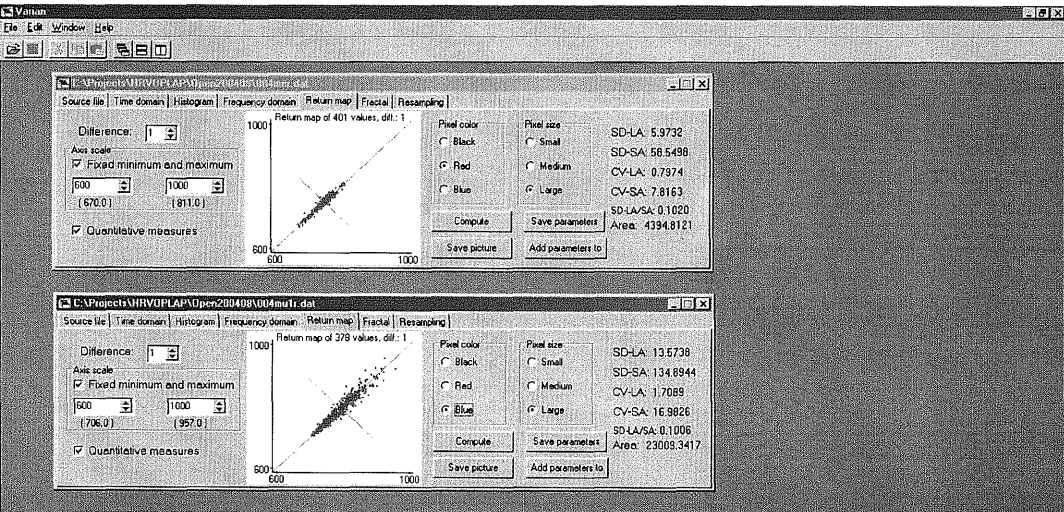 Varian
File Edit Window Help
C:\Projects\HRVOPLAP\Open200408\004mer.dat
Source file Time domain Histogram Frequency domain Return map Fractal Resampling
Difference: 1
Axis scale
Fixed minimum and maximum
600 1000
(670.0) (811.0)
Quantitative measures
Return map of 401 values, diff.: 1
1000
600
600 1000
Pixel color
Black
Red
Blue
Pixel size
Small
Medium
Large
Compute Save parameters
Save picture Add parameters to
SD-LA: 5.9732
SD-SA: 58.5498
CV-LA: 0.7974
CV-SA: 7.8163
SD-LA/SA: 0.1020
Area: 4394.8121
C:\Projects\HRVOPLAP\Open200408\004mu1r.dat
Source file Time domain Histogram Frequency domain Return map Fractal Resampling
Difference: 1
Axis scale
Fixed minimum and maximum
600 1000
(706.0) (957.0)
Quantitative measures
Return map of 378 values, diff.: 1
1000
600
600 1000
Pixel color
Black
Red
Blue
Pixel size
Small
Medium
Large
Compute Save parameters
Save picture Add parameters to
SD-LA: 13.5738
SD-SA: 134.8944
CV-LA: 1.7089
CV-SA: 16.9826
SD-LA/SA: 0.1006
Area: 23009.3417